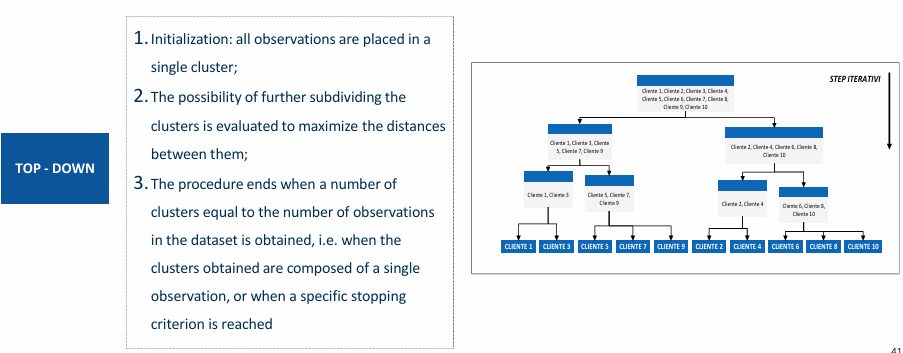 TOP - DOWN
1. Initialization: all observations are placed in a
single cluster;
2. The possibility of further subdividing the
clusters is evaluated to maximize the distances
between them;
3. The procedure ends when a number of
clusters equal to the number of observations
in the dataset is obtained, i.e. when the
clusters obtained are composed of a single
observation, or when a specific stopping
criterion is reached
STEP ITERATIVI
Cliente 1, Cliente 2, Cliente 3, Cliente 4,
Cliente 5, Cliente 6, Cliente 7, Cliente 8,
Cliente 9, Cliente 10
Cliente 1, Cliente 3, Cliente
5, Cliente 7, Cliente 9
Cliente 2, Cliente 4, Cliente 6, Cliente 8,
Cliente 10
Cliente 1, Cliente 3
Cliente 5, Cliente 7,
Cliente 9
Cliente 2, Cliente 4
Cliente 6, Cliente 8,
Cliente 10
CLIENTE 1
CLIENTE 3
CLIENTE 5
CLIENTE 7
CLIENTE 9
CLIENTE 2
CLIENTE 4
CLIENTE 6
CLIENTE 8
CLIENTE 10
41